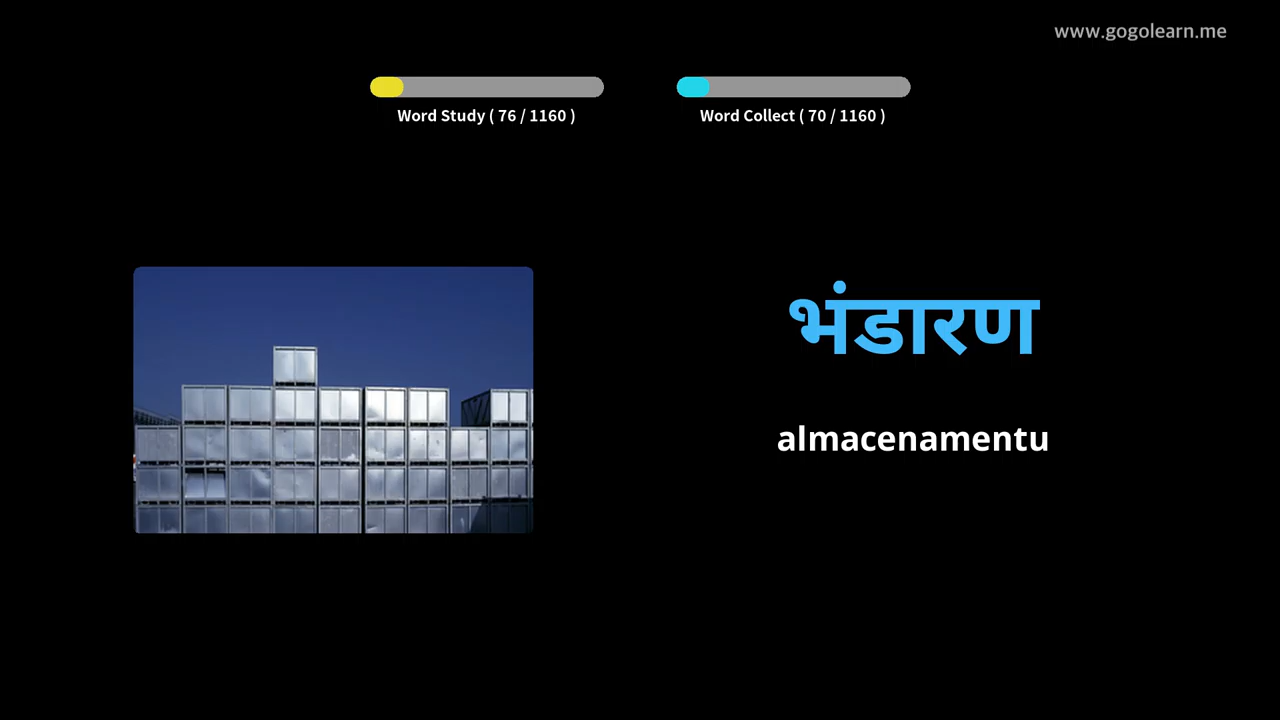 www.gogolearn.me
Word Study ( 76 / 1160 )
Word Collect ( 70 / 1160 )
भंडारण
almacenamentu